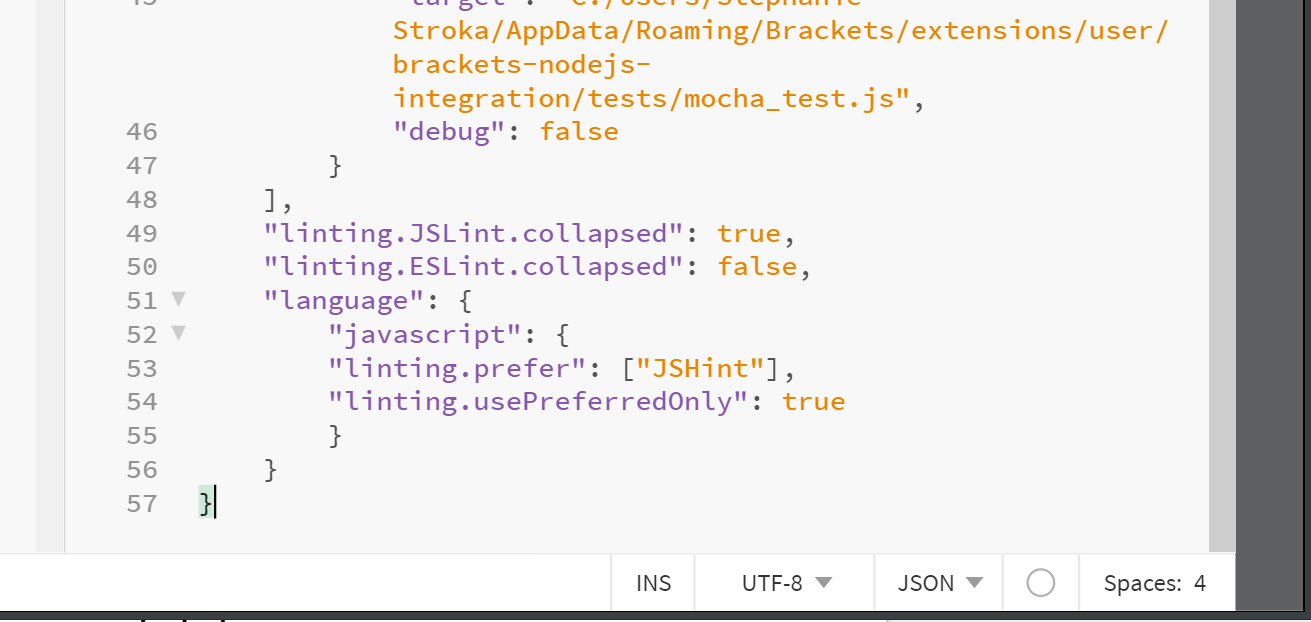 Stroka/AppData/Roaming/Brackets/extensions/user/
brackets-nodejs-
integration/tests/mocha_test.js",
46 "debug": false
47 }
48 ],
49 "linting.JSLint.collapsed": true,
50 "linting.ESLint.collapsed": false,
51 "language": {
52 "javascript": {
53 "linting.prefer": ["JSHint"],
54 "linting.usePreferredOnly": true
55 }
56 }
57 }
INS UTF-8 JSON Spaces: 4